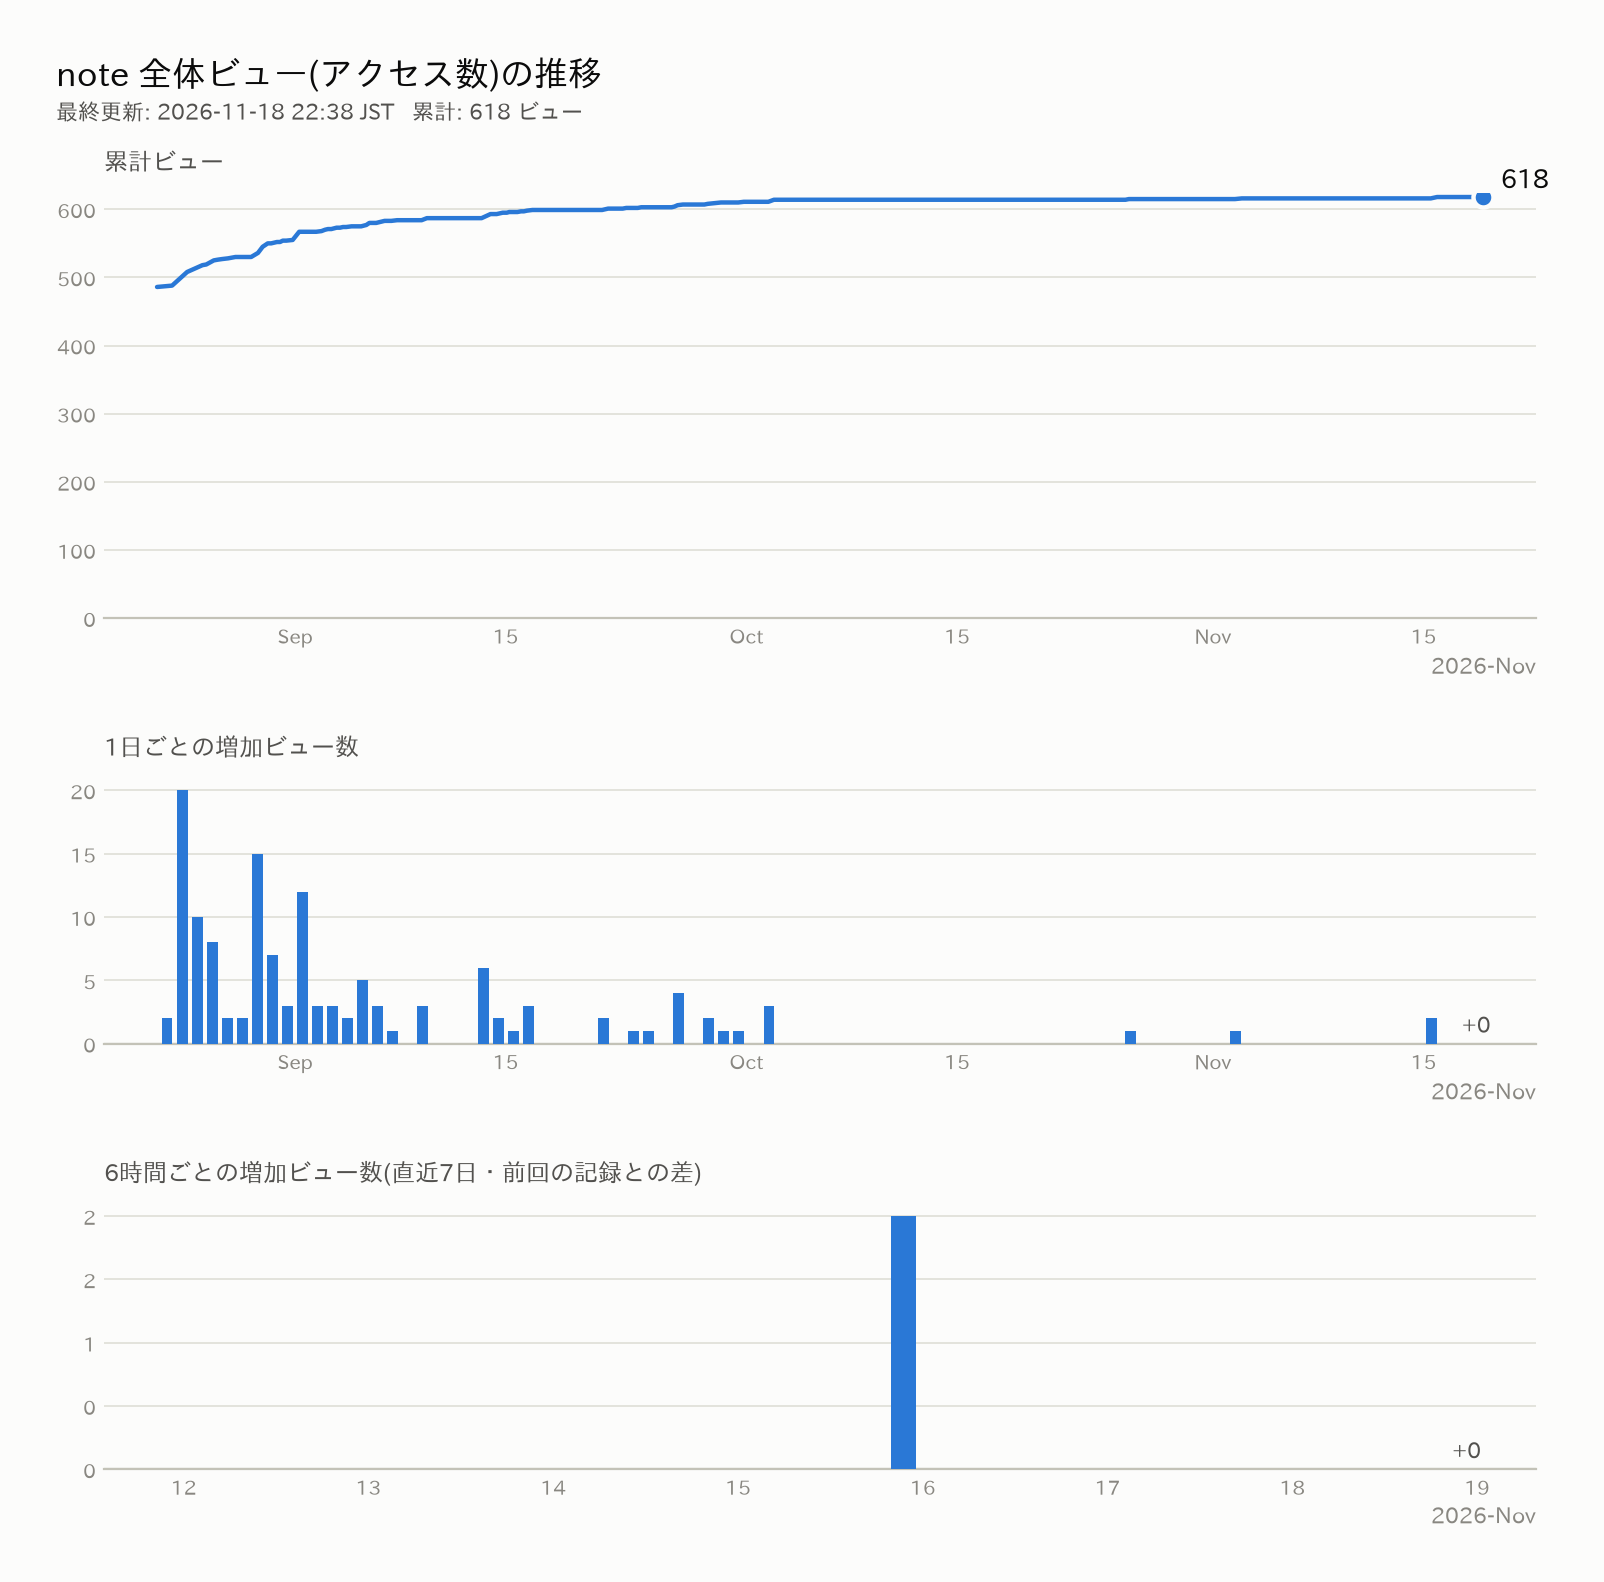 note 全体ビュー(アクセス数)の推移
最終更新: 2026-11-18 22:38 JST 累計: 618 ビュー
累計ビュー
618
600
500
400
300
200
100
0
Sep 15 Oct 15 Nov 15
2026-Nov
1日ごとの増加ビュー数
20
15
10
5
+0
0
Sep 15 Oct 15 Nov 15
2026-Nov
6時間ごとの増加ビュー数(直近7日・前回の記録との差)
2
2
1
0
+0
0
12 13 14 15 16 17 18 19
2026-Nov